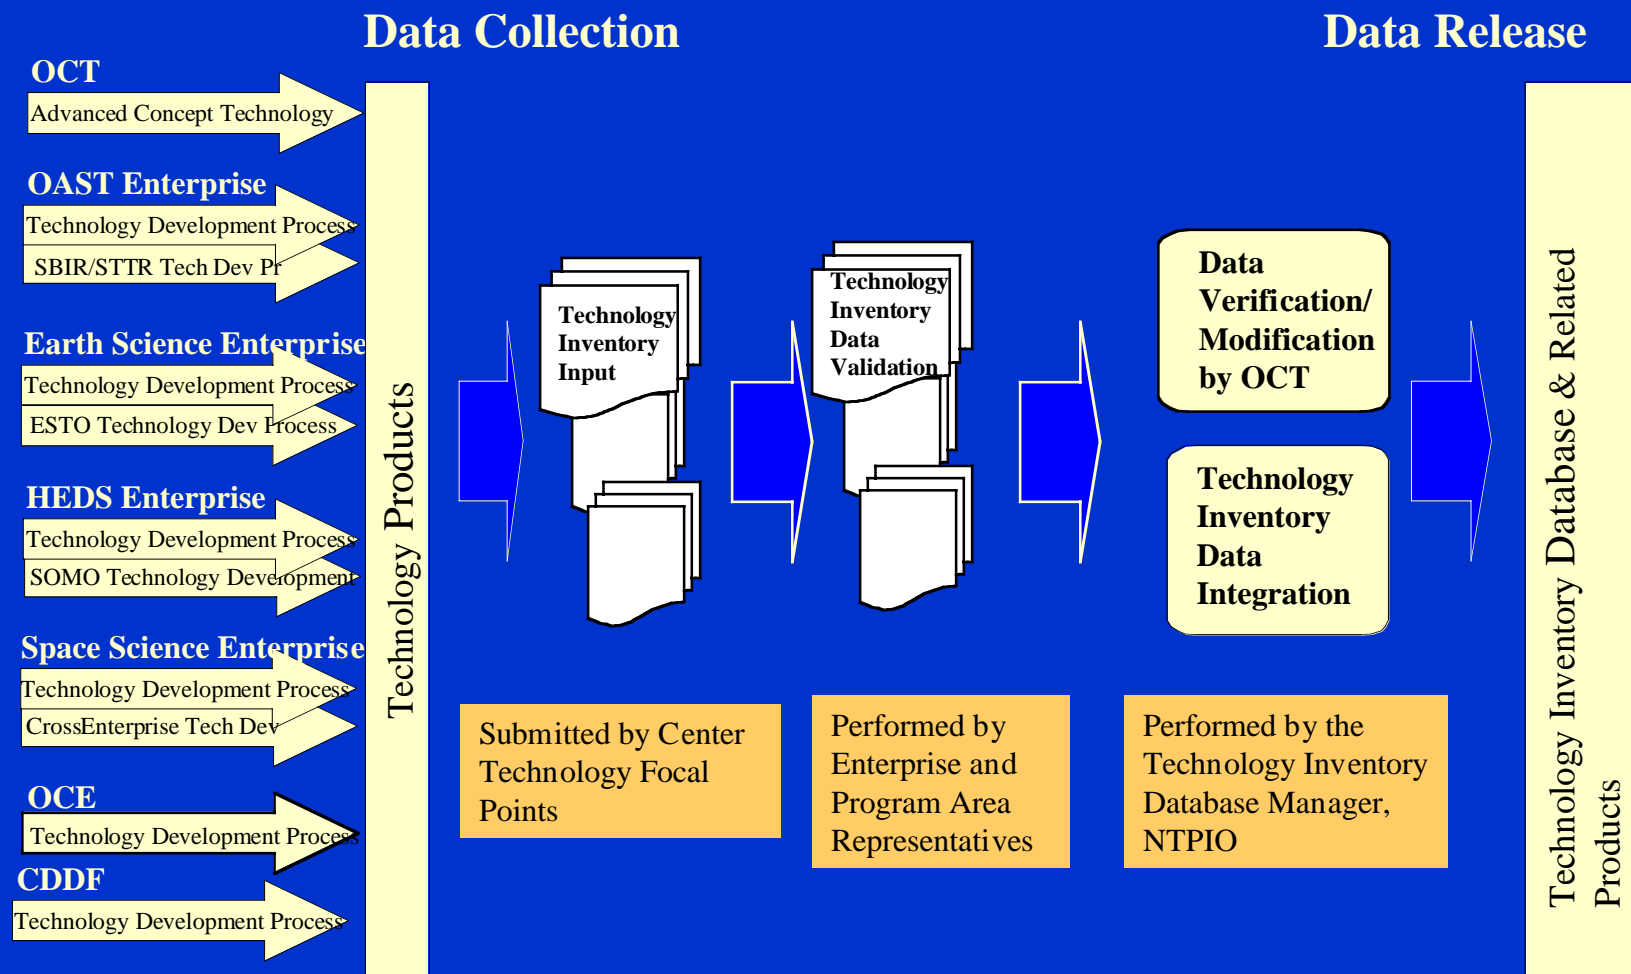 Data Collection
Data Release
OCT
Advanced Concept Technology
OAST Enterprise
Technology Development Process
SBIR/STTR Tech Dev Pr
Earth Science Enterprise
Technology Development Process
ESTO Technology Dev Process
HEDS Enterprise
Technology Development Process
SOMO Technology Development
Space Science Enterprise
Technology Development Process
CrossEnterprise Tech Dev
OCE
Technology Development Process
CDDF
Technology Development Process
Technology Products
Technology
Inventory
Input
Submitted by Center
Technology Focal
Points
Technology
Inventory
Data
Validation
Performed by
Enterprise and
Program Area
Representatives
Data
Verification/
Modification
by OCT
Technology
Inventory
Data
Integration
Performed by the
Technology Inventory
Database Manager,
NTPIO
Technology Inventory Database & Related
Products